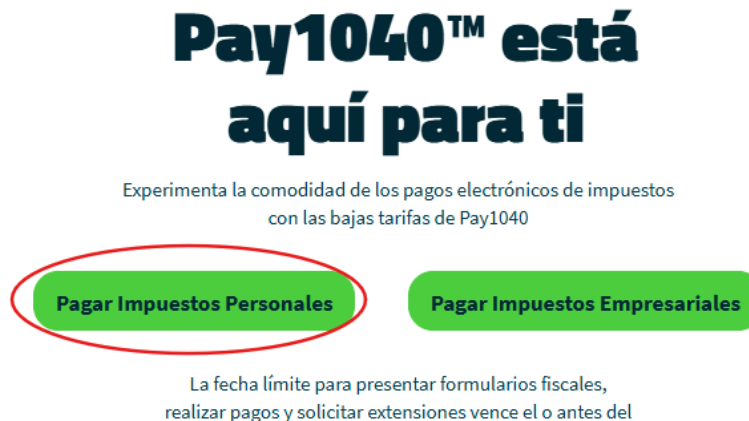 Pay1040™ está
aquí para ti
Experimenta la comodidad de los pagos electrónicos de impuestos
con las bajas tarifas de Pay1040
Pagar Impuestos Personales
Pagar Impuestos Empresariales
La fecha límite para presentar formularios fiscales,
realizar pagos y solicitar extensiones vence el o antes del